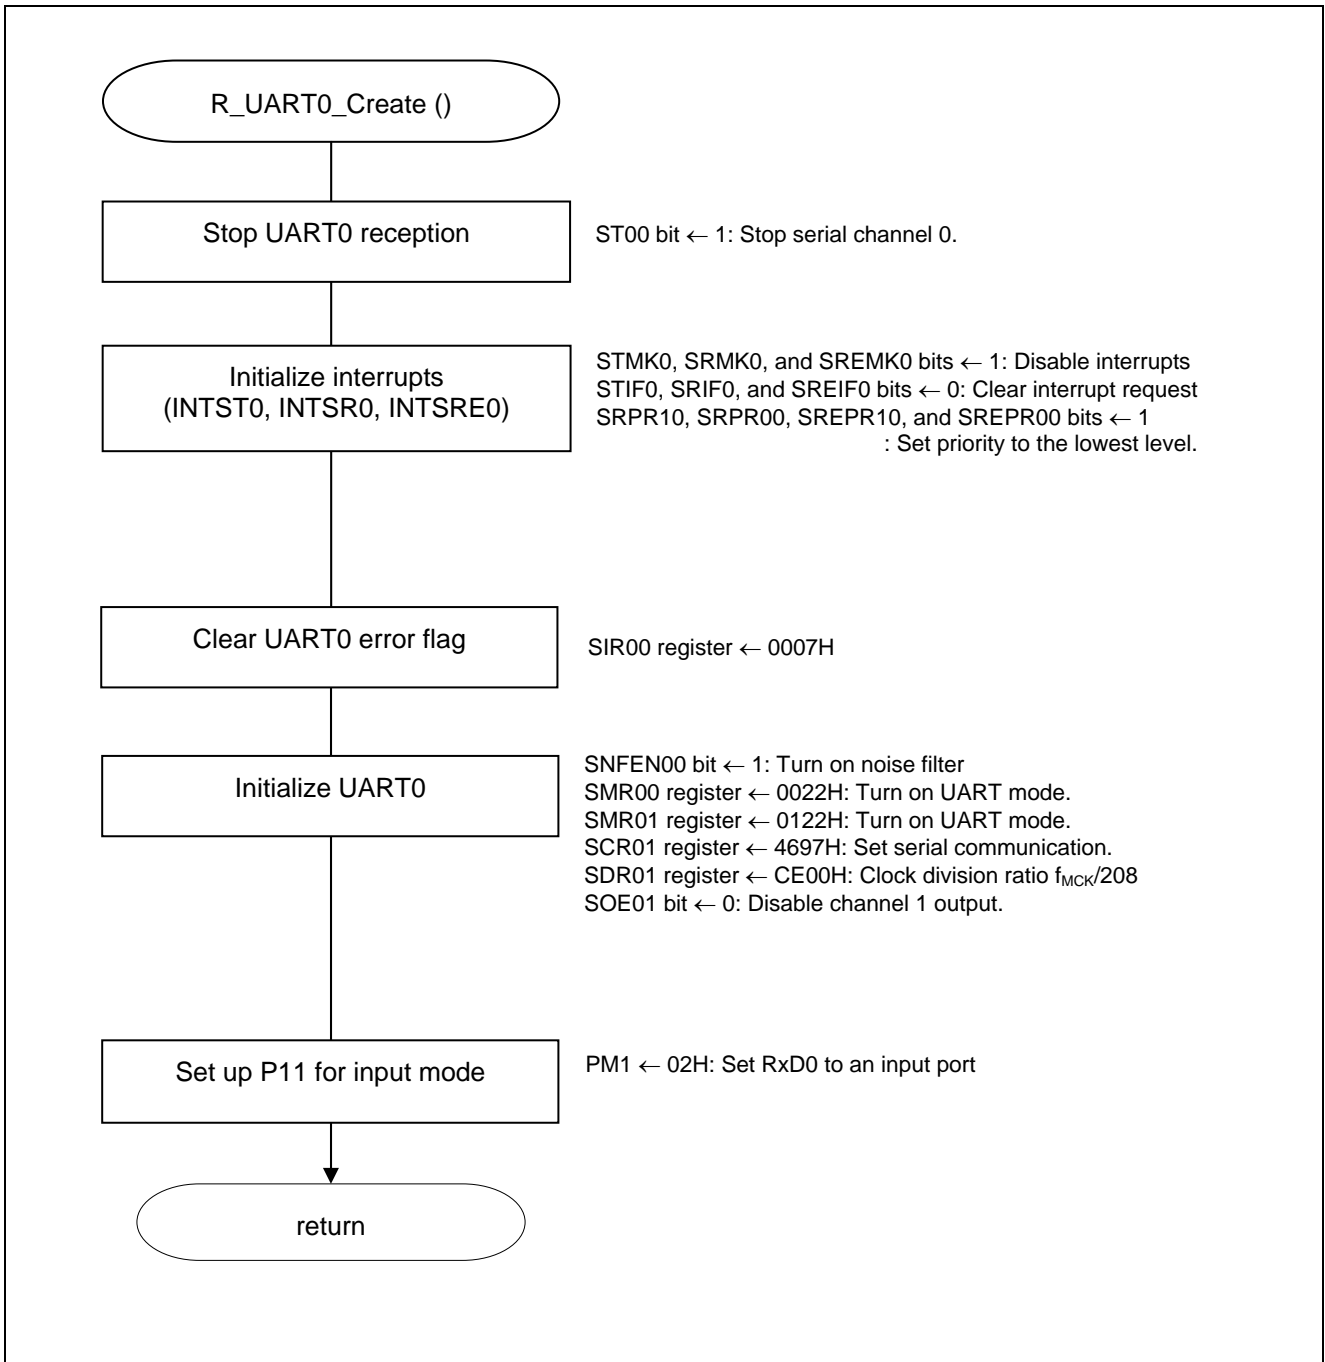 R_UART0_Create ()
Stop UART0 reception
ST00 bit ← 1: Stop serial channel 0.
Initialize interrupts
(INTST0, INTSR0, INTSRE0)
STMK0, SRMK0, and SREMK0 bits ← 1: Disable interrupts
STIF0, SRIF0, and SREIF0 bits ← 0: Clear interrupt request
SRPR10, SRPR00, SREPR10, and SREPR00 bits ← 1
: Set priority to the lowest level.
Clear UART0 error flag
SIR00 register ← 0007H
Initialize UART0
SNFEN00 bit ← 1: Turn on noise filter
SMR00 register ← 0022H: Turn on UART mode.
SMR01 register ← 0122H: Turn on UART mode.
SCR01 register ← 4697H: Set serial communication.
SDR01 register ← CE00H: Clock division ratio fMCK/208
SOE01 bit ← 0: Disable channel 1 output.
Set up P11 for input mode
PM1 ← 02H: Set RxD0 to an input port
return